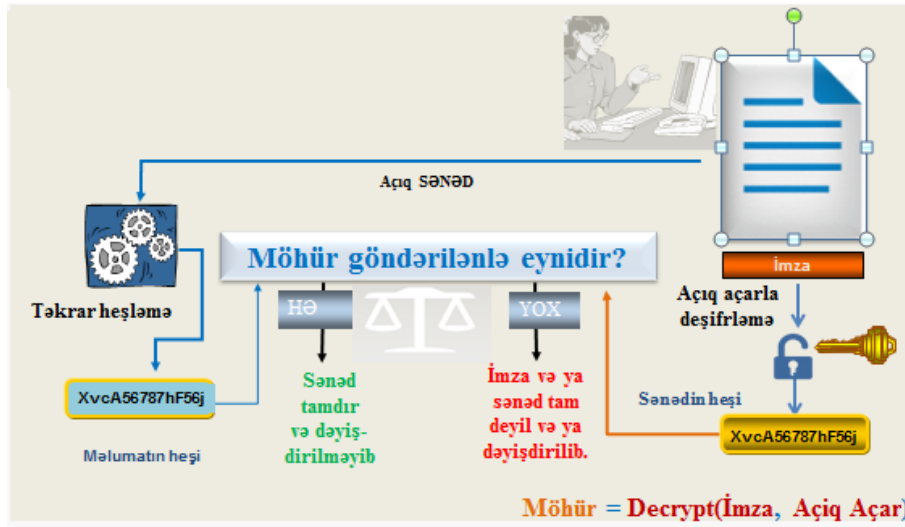 Açıq SƏNƏD
İmza
Möhür göndərilənlə eynidir?
Açıq açarla
deşifrləmə
Təkrar heşləmə
HƏ
YOX
Sənəd
tamdır
və dəyiş-
dirilməyib
İmza və ya
sənəd tam
deyil və ya
dəyişdirilib.
Sənədin heşi
XvcA56787hF56j
XvcA56787hF56j
Məlumatın heşi
Möhür = Decrypt(İmza, Açiq Açar)